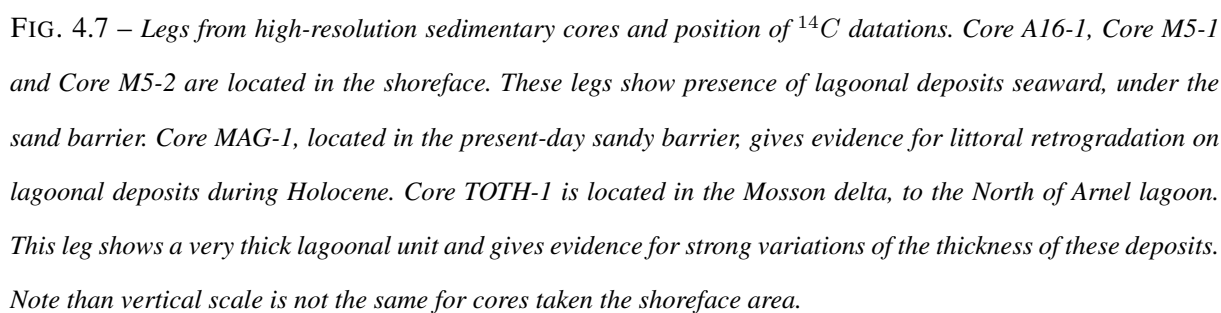 FIG. 4.7 – Legs from high-resolution sedimentary cores and position of ¹⁴C datations. Core A16-1, Core M5-1
and Core M5-2 are located in the shoreface. These legs show presence of lagoonal deposits seaward, under the
sand barrier. Core MAG-1, located in the present-day sandy barrier, gives evidence for littoral retrogradation on
lagoonal deposits during Holocene. Core TOTH-1 is located in the Mosson delta, to the North of Arnel lagoon.
This leg shows a very thick lagoonal unit and gives evidence for strong variations of the thickness of these deposits.
Note than vertical scale is not the same for cores taken the shoreface area.